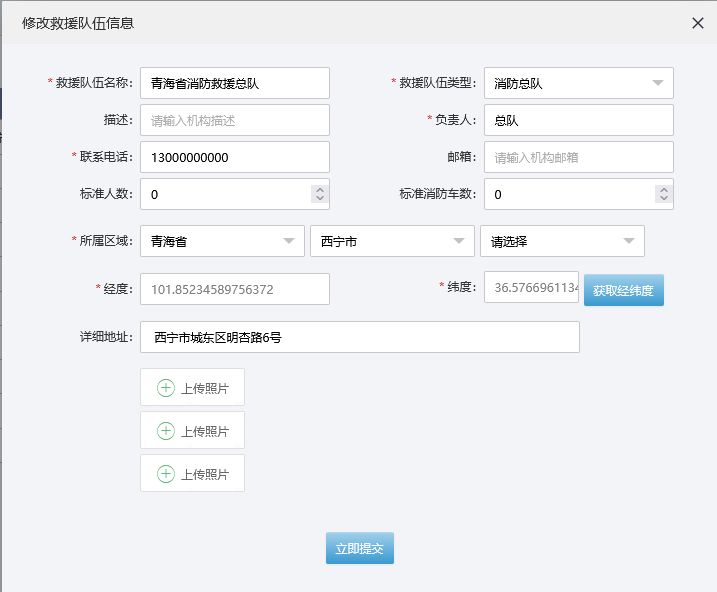 修改救援队伍信息
* 救援队伍名称: 青海省消防救援总队 * 救援队伍类型: 消防总队
描述: 请输入机构描述 * 负责人: 总队
* 联系电话: 13000000000 邮箱: 请输入机构邮箱
标准人数: 0 标准消防车数: 0
* 所属区域: 青海省 西宁市 请选择
* 经度: 101.85234589756372 * 纬度: 36.5766961134 获取经纬度
详细地址: 西宁市城东区明杏路6号
上传照片
上传照片
上传照片
立即提交